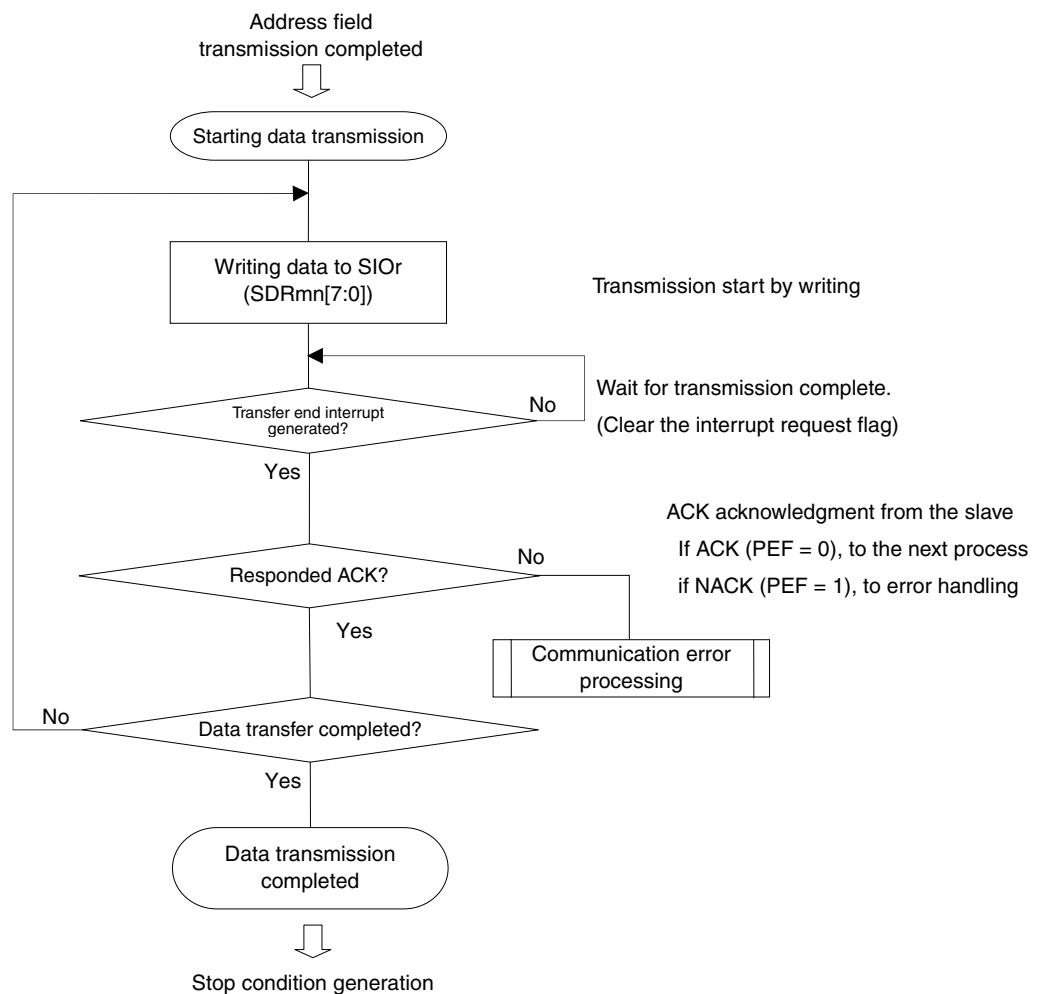 Address field
transmission completed
Starting data transmission
Writing data to SIOr
(SDRmn[7:0])
Transmission start by writing
Transfer end interrupt
generated?
No
Wait for transmission complete.
(Clear the interrupt request flag)
Yes
Responded ACK?
No
ACK acknowledgment from the slave
If ACK (PEF = 0), to the next process
if NACK (PEF = 1), to error handling
Yes
Communication error
processing
No
Data transfer completed?
Yes
Data transmission
completed
Stop condition generation